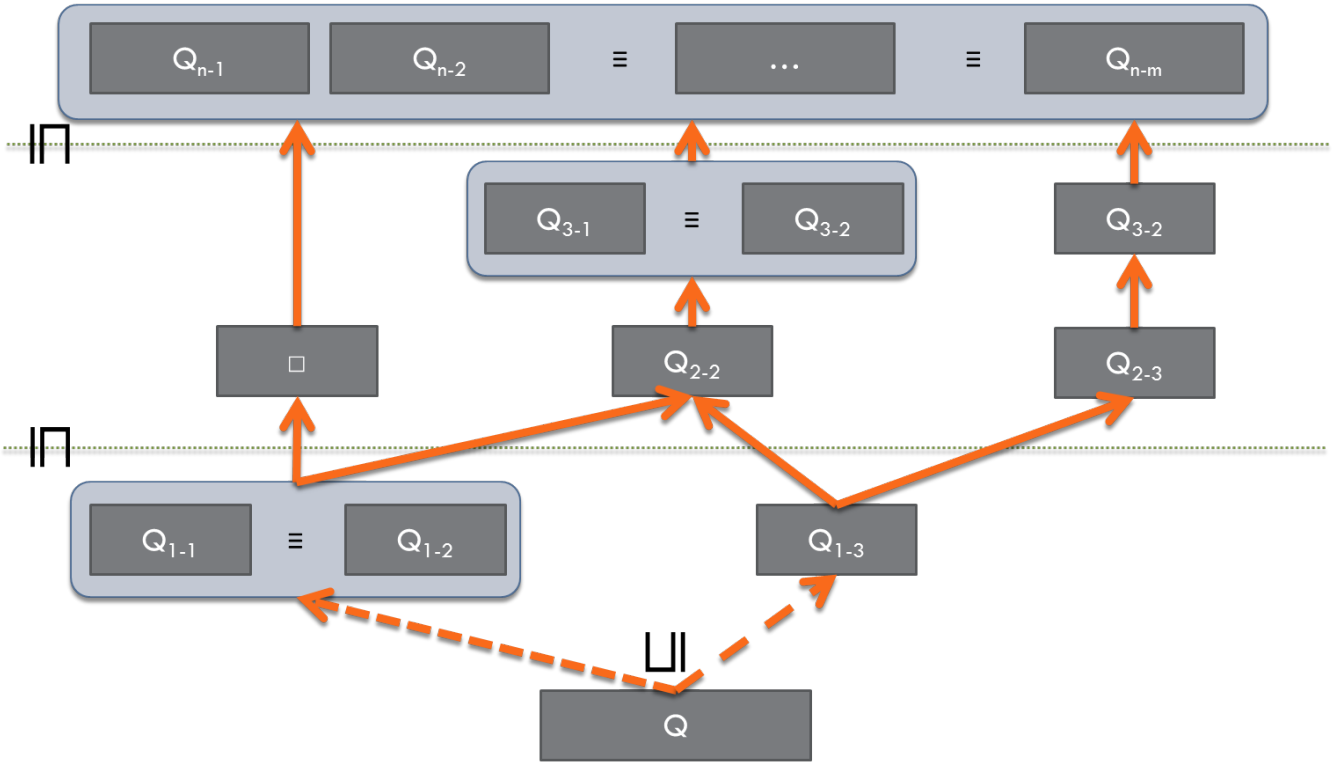 Qn-1 Qn-2 ≡ ... ≡ Qn-m
Q3-1 ≡ Q3-2 Q3-2
□ Q2-2 Q2-3
Q1-1 ≡ Q1-2 Q1-3
Q